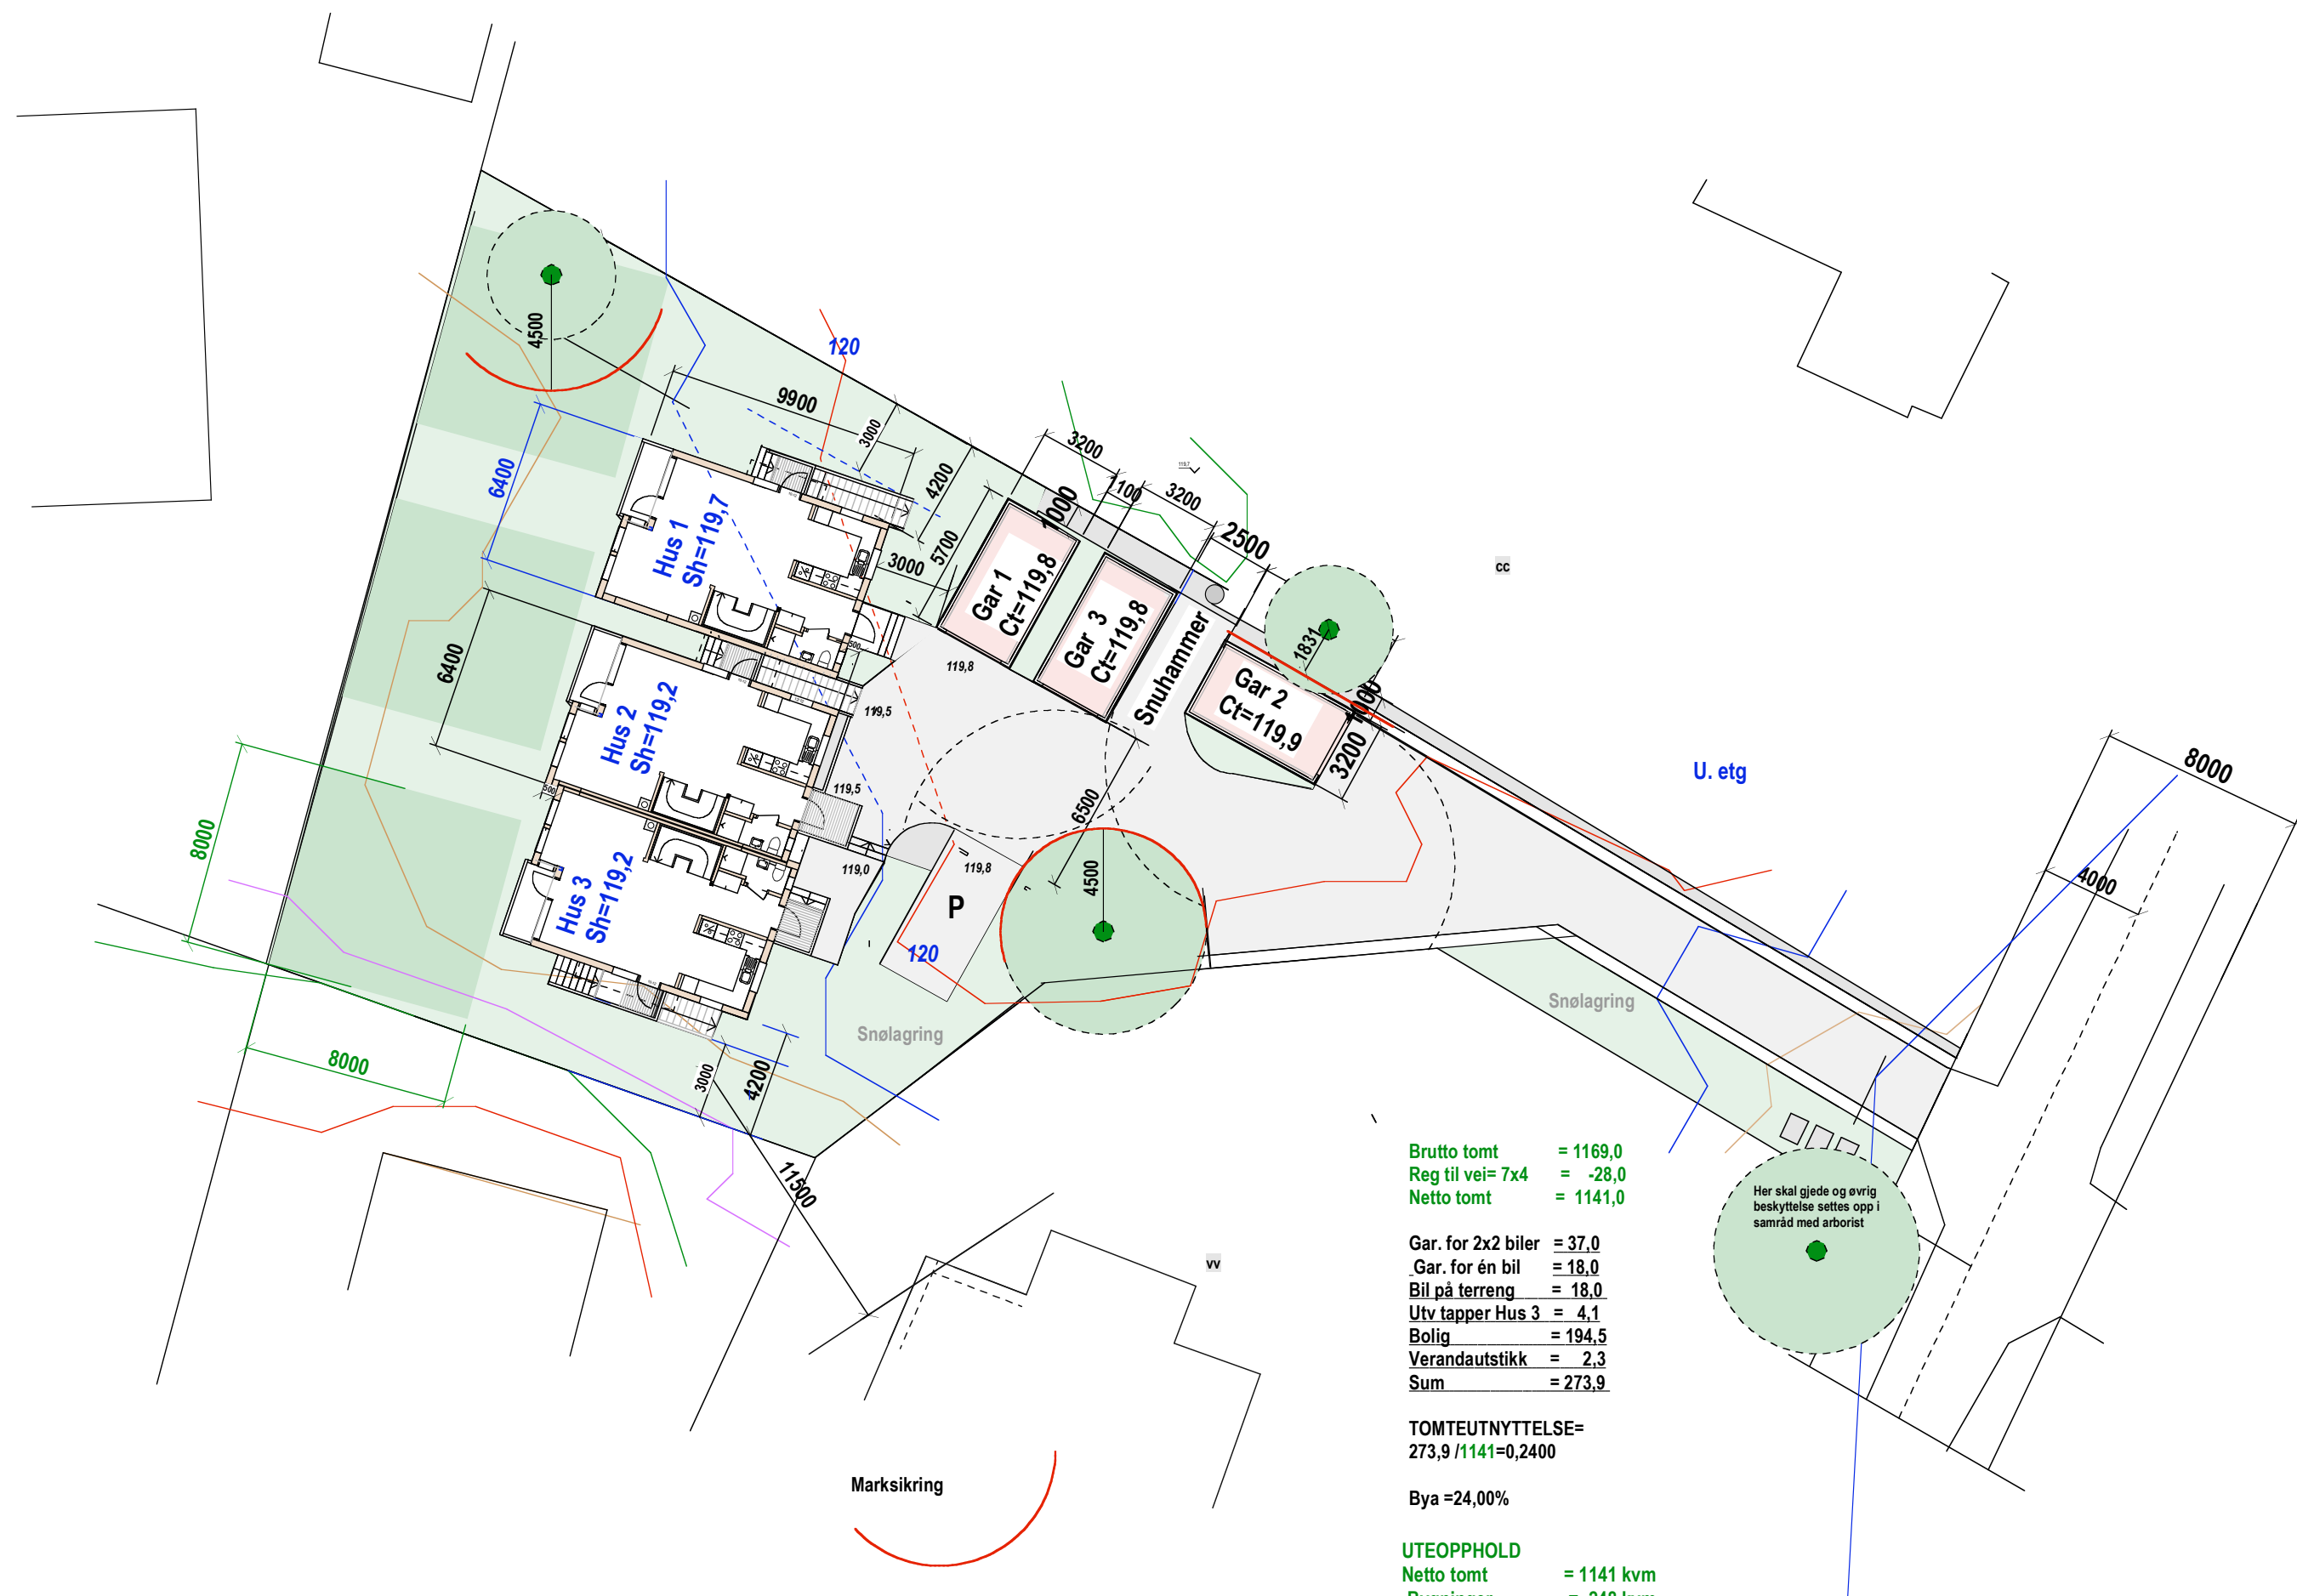 4500
120
9900
3000
4200
6400
Hus 1
Sh=119,7
3000
5700
3200
1000
1100
3200
2500
119,7
Gar 1
Ct=119,8
Gar 3
Ct=119,8
Snuhammer
Gar 2
Ct=119,9
1831
3200
cc
U. etg
8000
4000
6400
Hus 2
Sh=119,2
500
119,8
119,5
119,5
6500
500
Hus 3
Sh=119,2
119,0
119,8
P
120
4500
8000
8000
Snølagring
Snølagring
3000
4200
11500
vv
Her skal gjede og øvrig
beskyttelse settes opp i
samråd med arborist
Marksikring
Brutto tomt = 1169,0
Reg til vei= 7x4 = -28,0
Netto tomt = 1141,0
Gar. for 2x2 biler = 37,0
Gar. for én bil = 18,0
Bil på terreng = 18,0
Utv tapper Hus 3 = 4,1
Bolig = 194,5
Verandautstikk = 2,3
Sum = 273,9
TOMTEUTNYTTELSE=
273,9 /1141=0,2400
Bya =24,00%
UTEOPPHOLD
Netto tomt = 1141 kvm